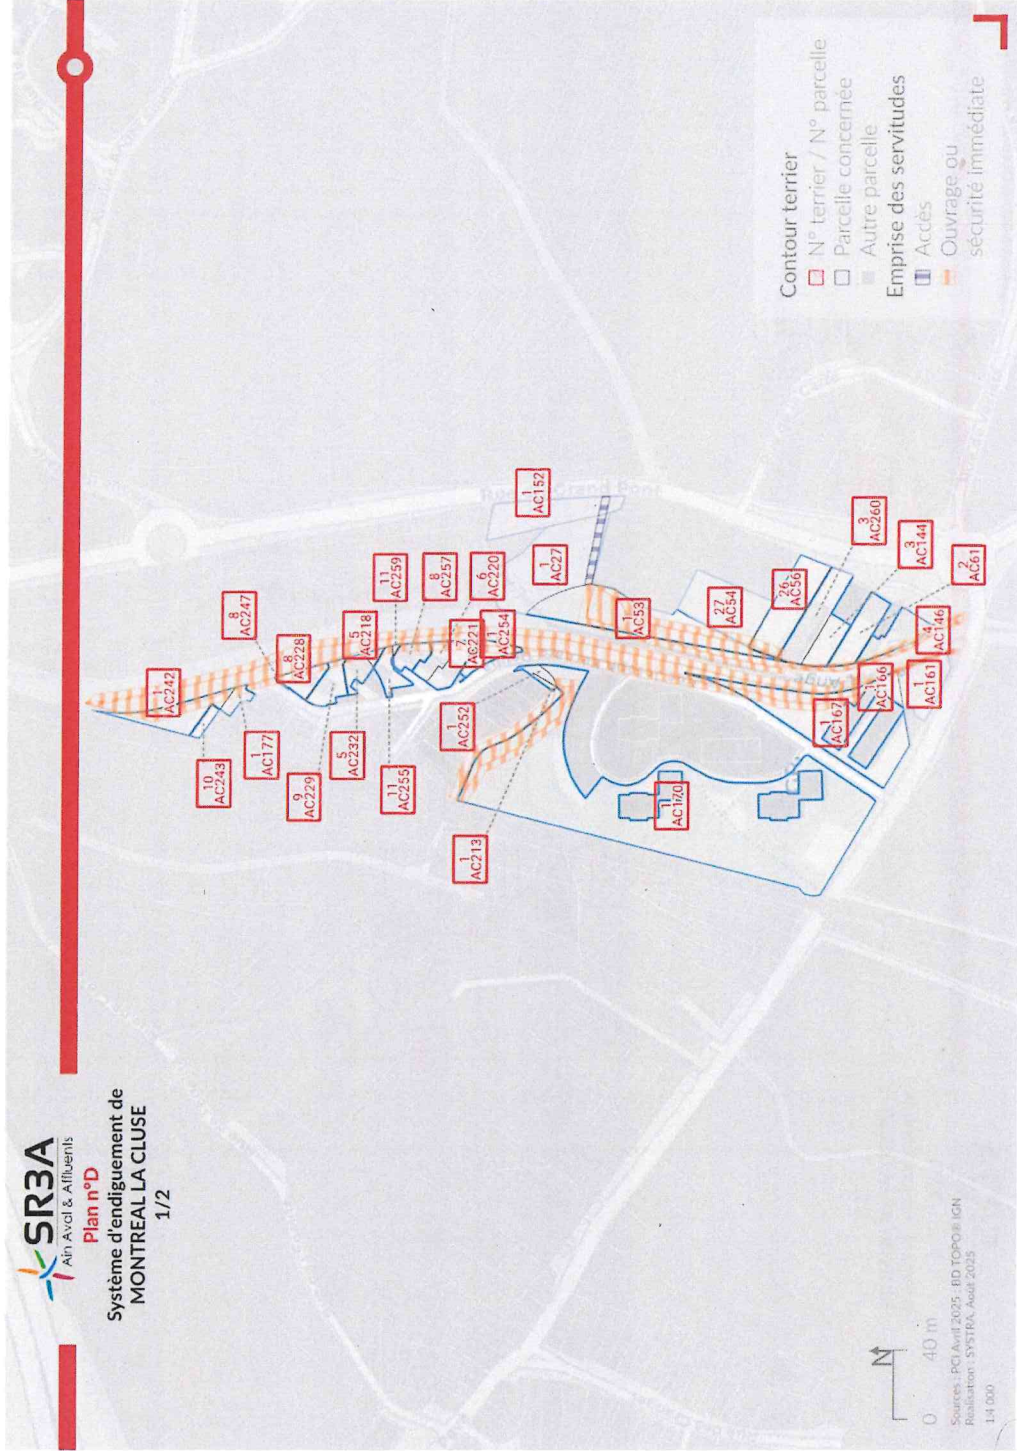 SR3A
Ain Aval & Affluents
Plan n°D
Système d'endiguement de
MONTREAL LA CLUSE
1/2
1
AC242
10
AC243
1
AC177
8
AC247
8
AC228
9
AC229
5
AC232
5
AC218
11
AC255
11
AC259
8
AC257
6
AC220
7
AC221
1
AC254
1
AC252
1
AC213
1
AC152
1
AC27
1
AC53
27
AC54
26
AC56
3
AC260
3
AC144
2
AC61
4
AC146
1
AC161
1
AC166
1
AC167
1
AC170
Grand Pont
Contour terrier
N° terrier / N° parcelle
Parcelle concernée
Autre parcelle
Emprise des servitudes
Accès
Ouvrage ou
sécurité immédiate
N
0 40 m
Sources : PCI Avril 2025 - BD TOPO® IGN
Réalisation : SYSTRA, Août 2025
1:4 000